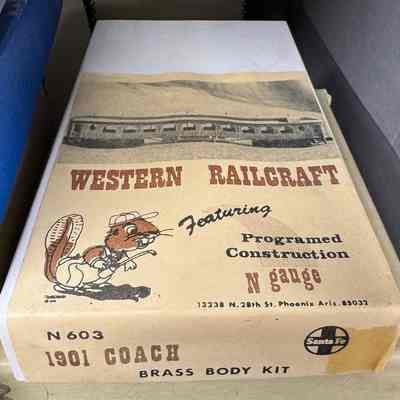 WESTERN RAILCRAFT
Featuring
Programed
Construction
N gauge
13238 N. 28th St, Phoenix Aris. 85032
N 603
1901 COACH
Santa Fe
BRASS BODY KIT